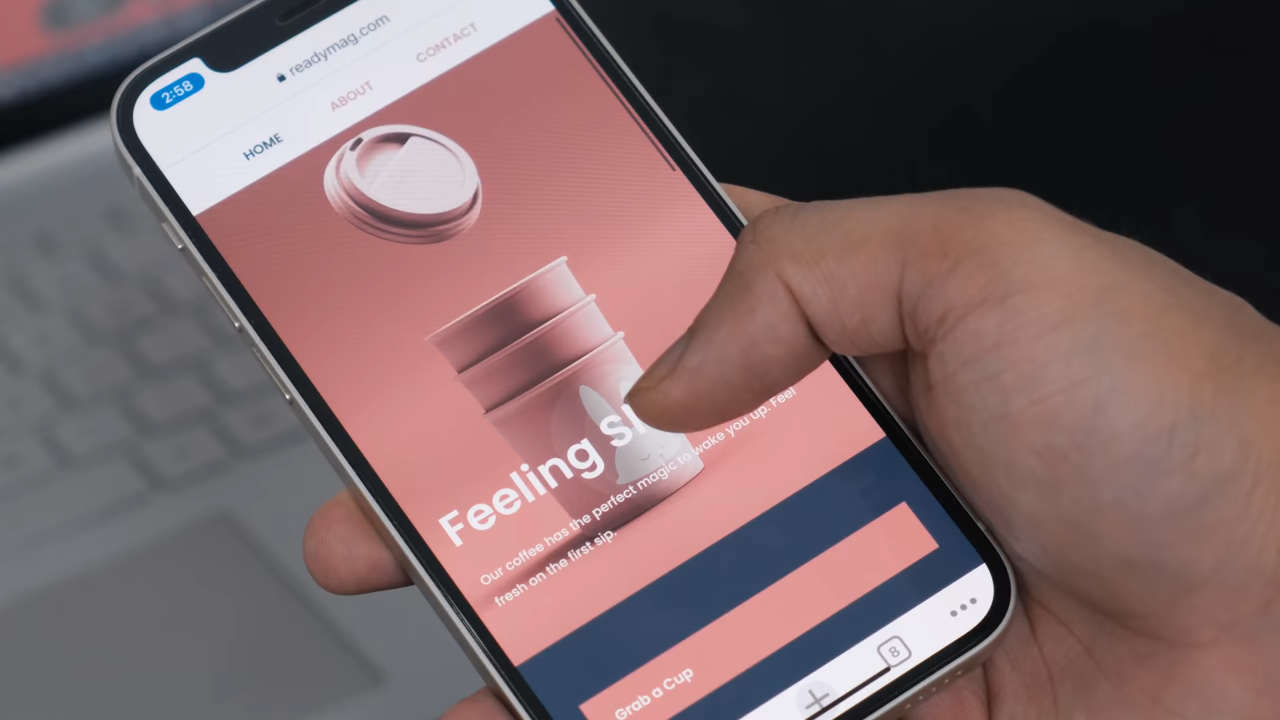 2:58
readymag.com
HOME
ABOUT
CONTACT
Feeling
Our coffee has the perfect magic to wake you up. Feel
fresh on the first sip.
Grab a Cup
8